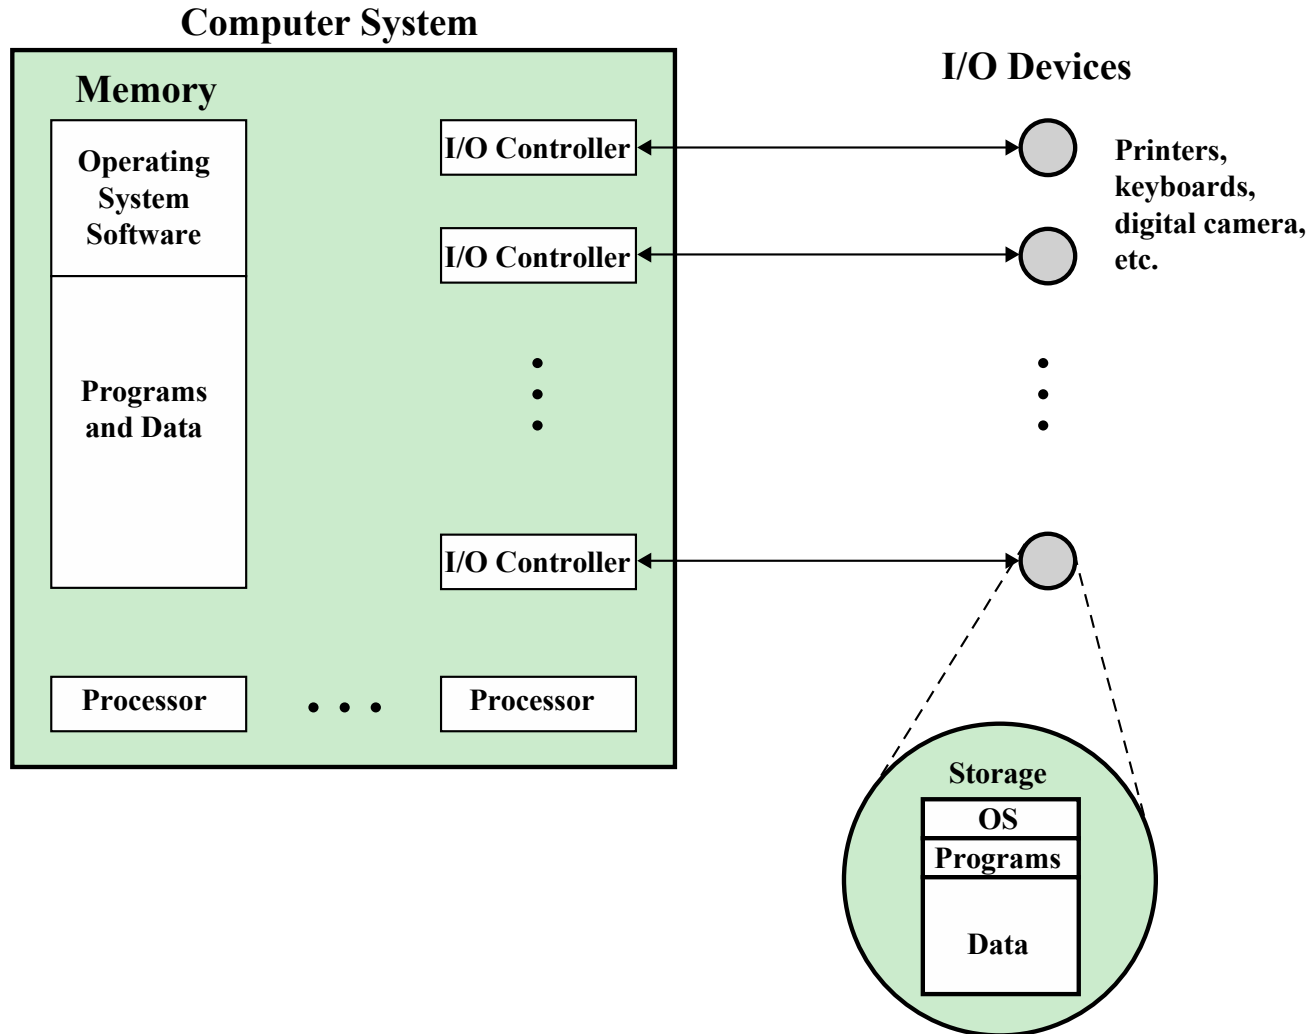 Computer System
I/O Devices
Memory
Operating
System
Software
Programs
and Data
I/O Controller
I/O Controller
I/O Controller
Processor
Processor
Printers,
keyboards,
digital camera,
etc.
Storage
OS
Programs
Data